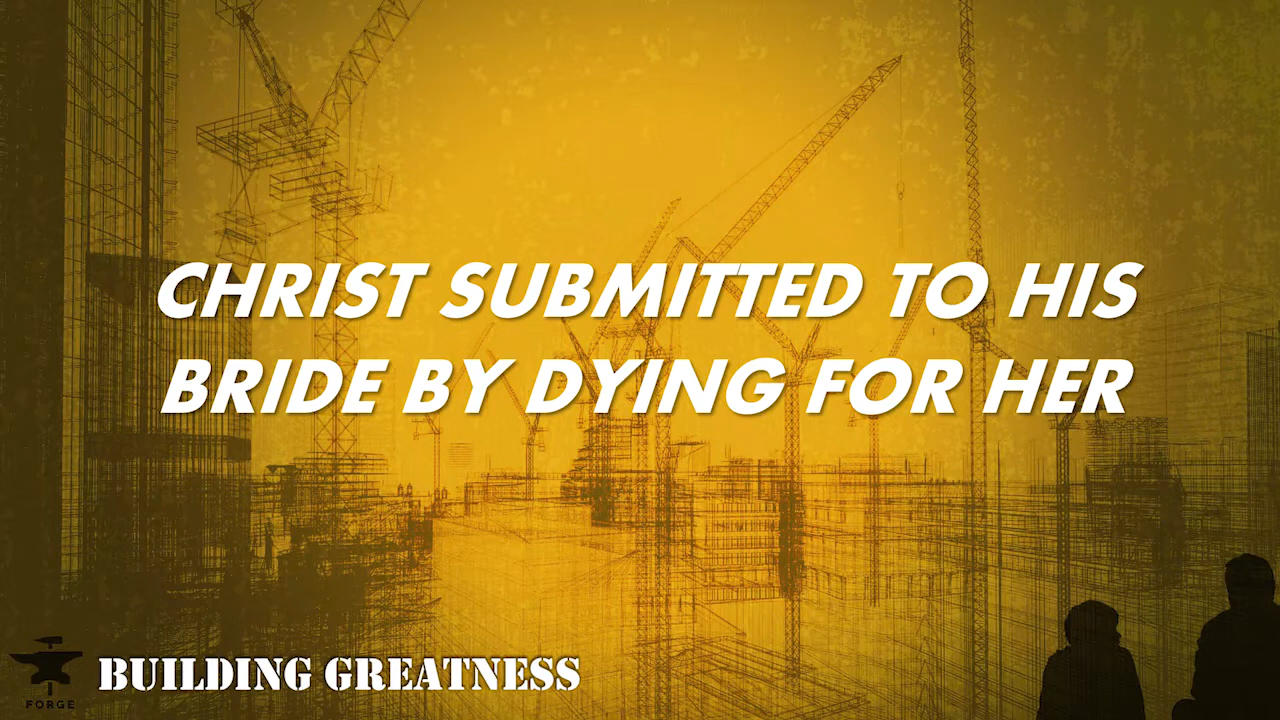 CHRIST SUBMITTED TO HIS
BRIDE BY DYING FOR HER
BUILDING GREATNESS
FORGE